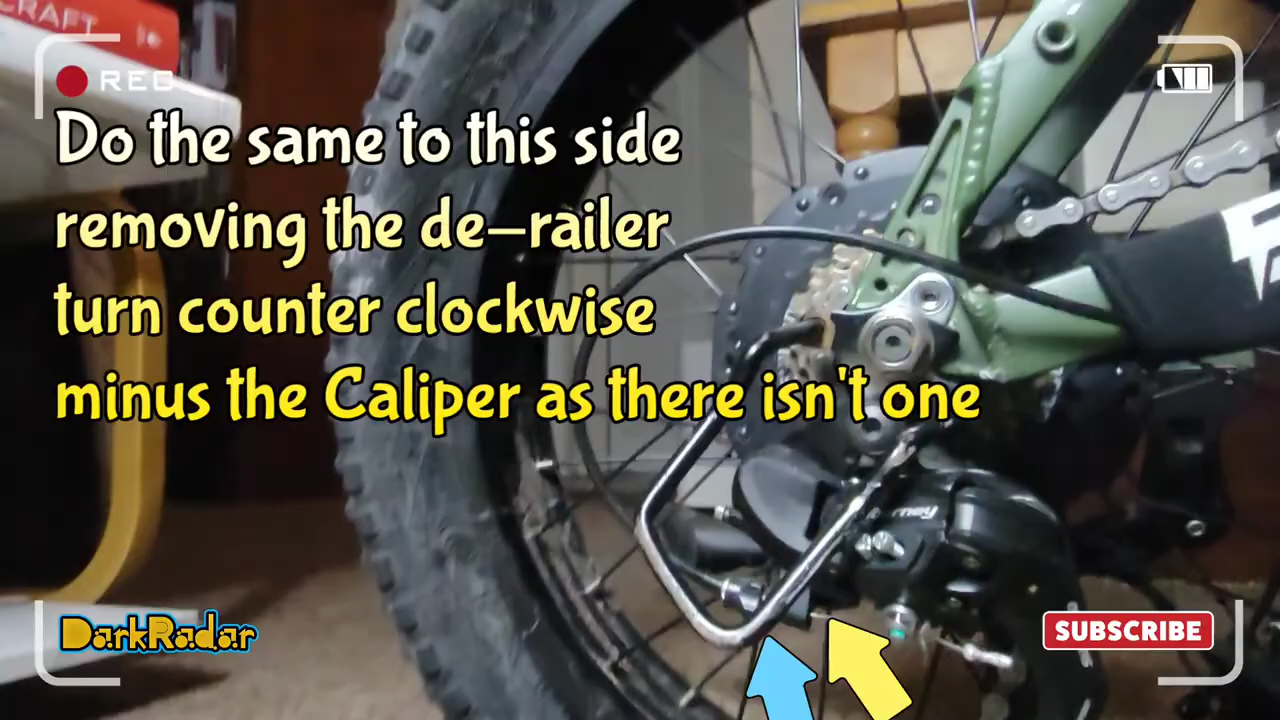 CRAFT
REC
Do the same to this side
removing the de-railer
turn counter clockwise
minus the Caliper as there isn't one
DarkRadar
SUBSCRIBE